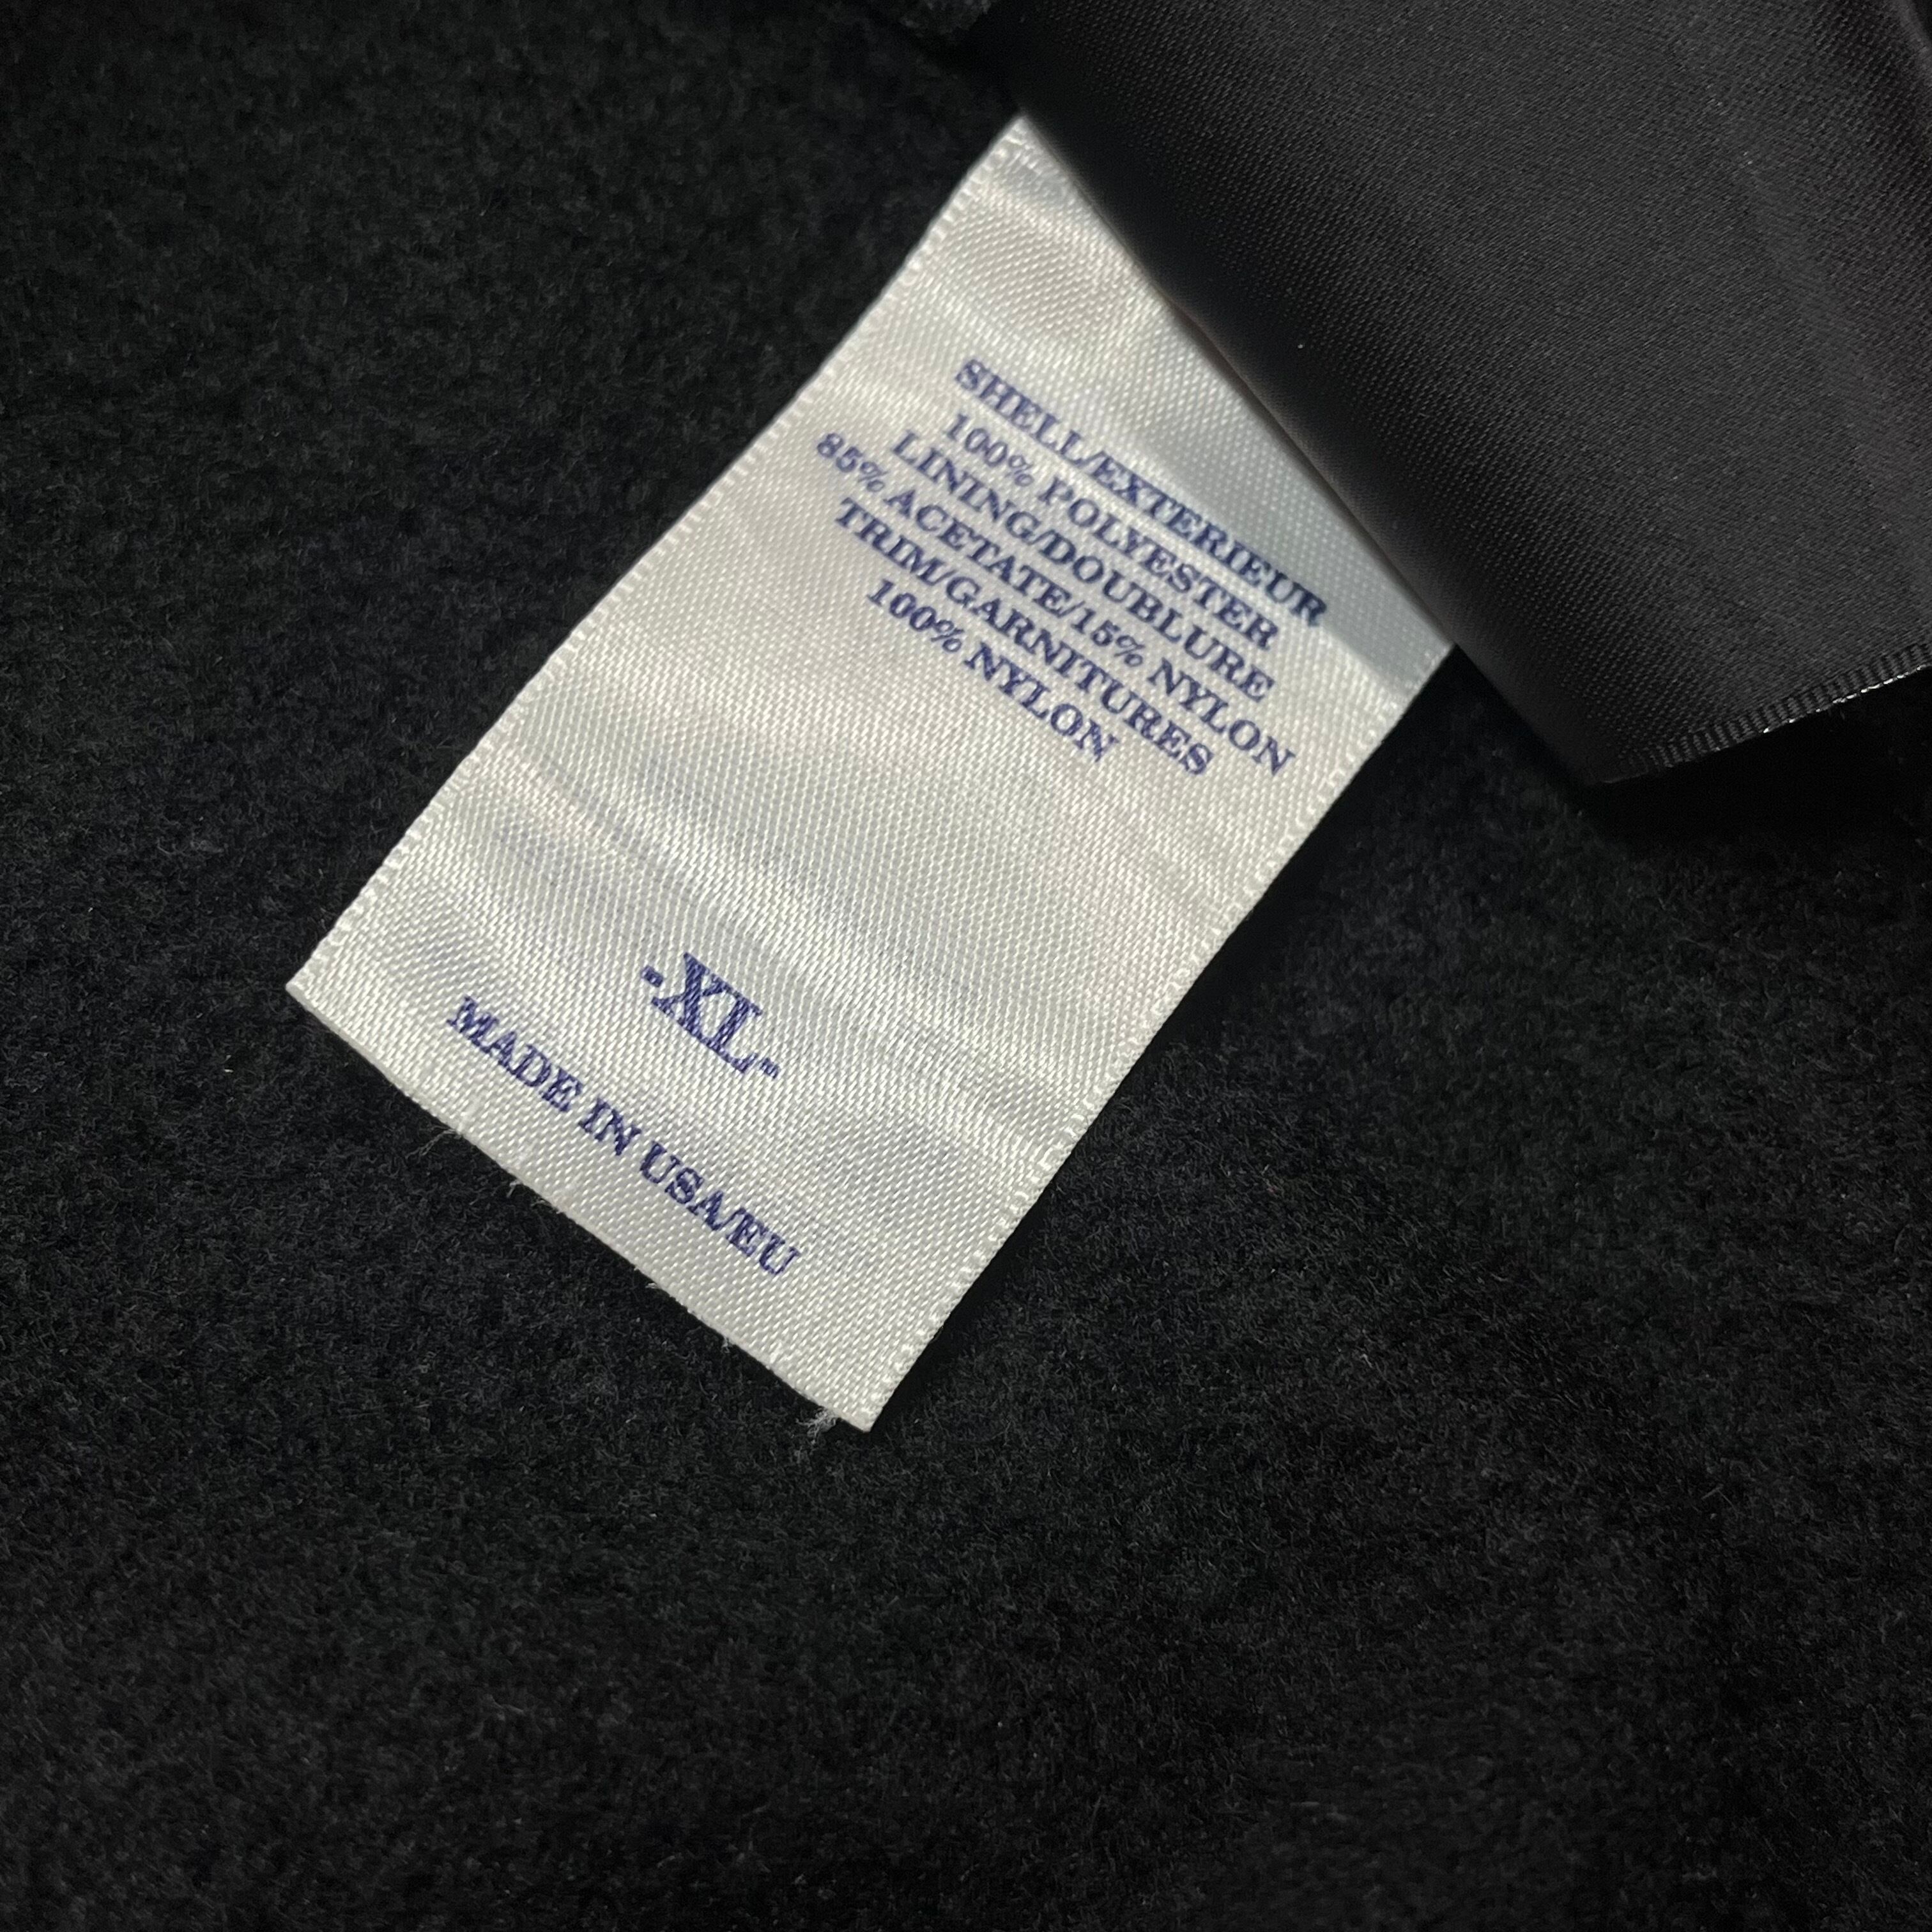 SHELL/EXTERIEUR
100% POLYESTER
LINING/DOUBLURE
85% ACETATE/15% NYLON
TRIM/GARNITURES
100% NYLON
-XL-
MADE IN USA/EU